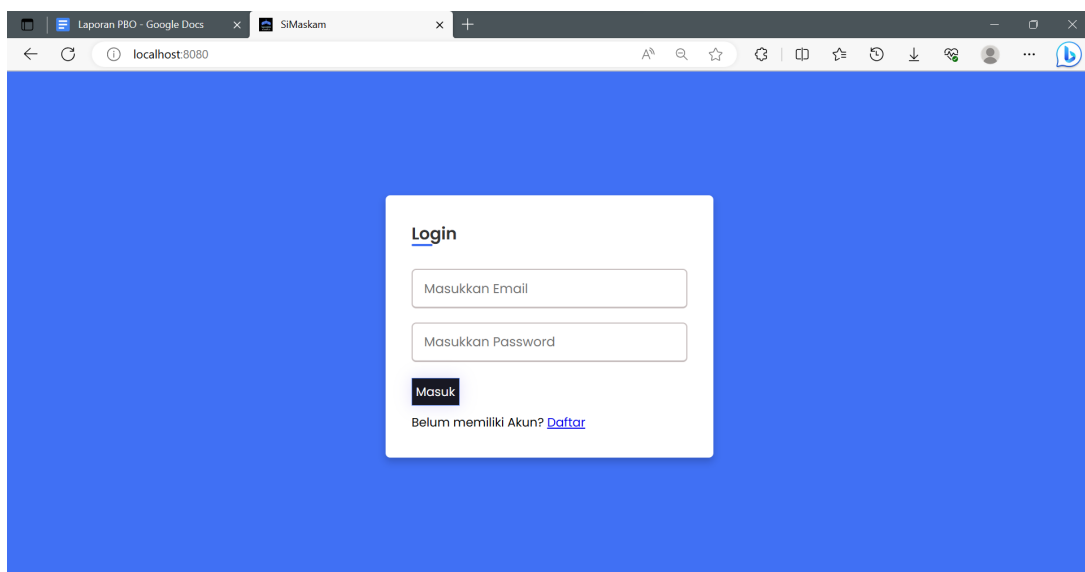 Laporan PBO - Google Docs
SiMaskam
localhost:8080
Login
Masukkan Email
Masukkan Password
Masuk
Belum memiliki Akun? Daftar